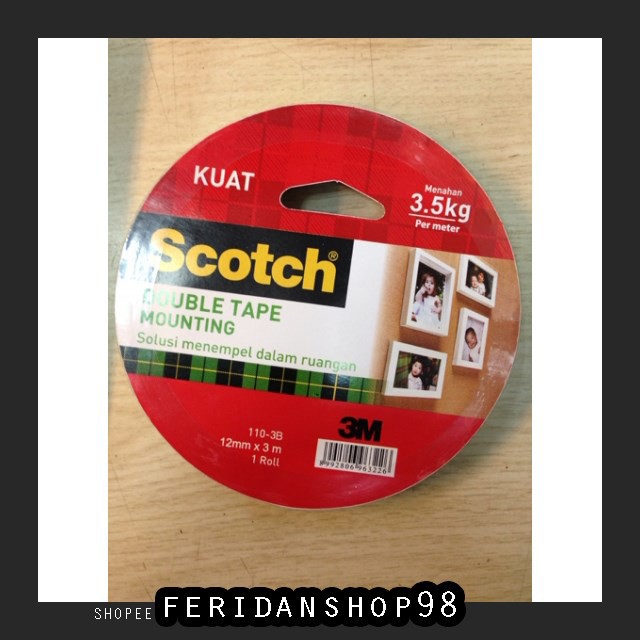 KUAT
Menahan
3.5kg
Per meter
Scotch®
DOUBLE TAPE
MOUNTING
Solusi menempel dalam ruangan
110-3B
12mm x 3 m
1 Roll
3M
8992806963226
SHOPEE FERIDANSHOP98